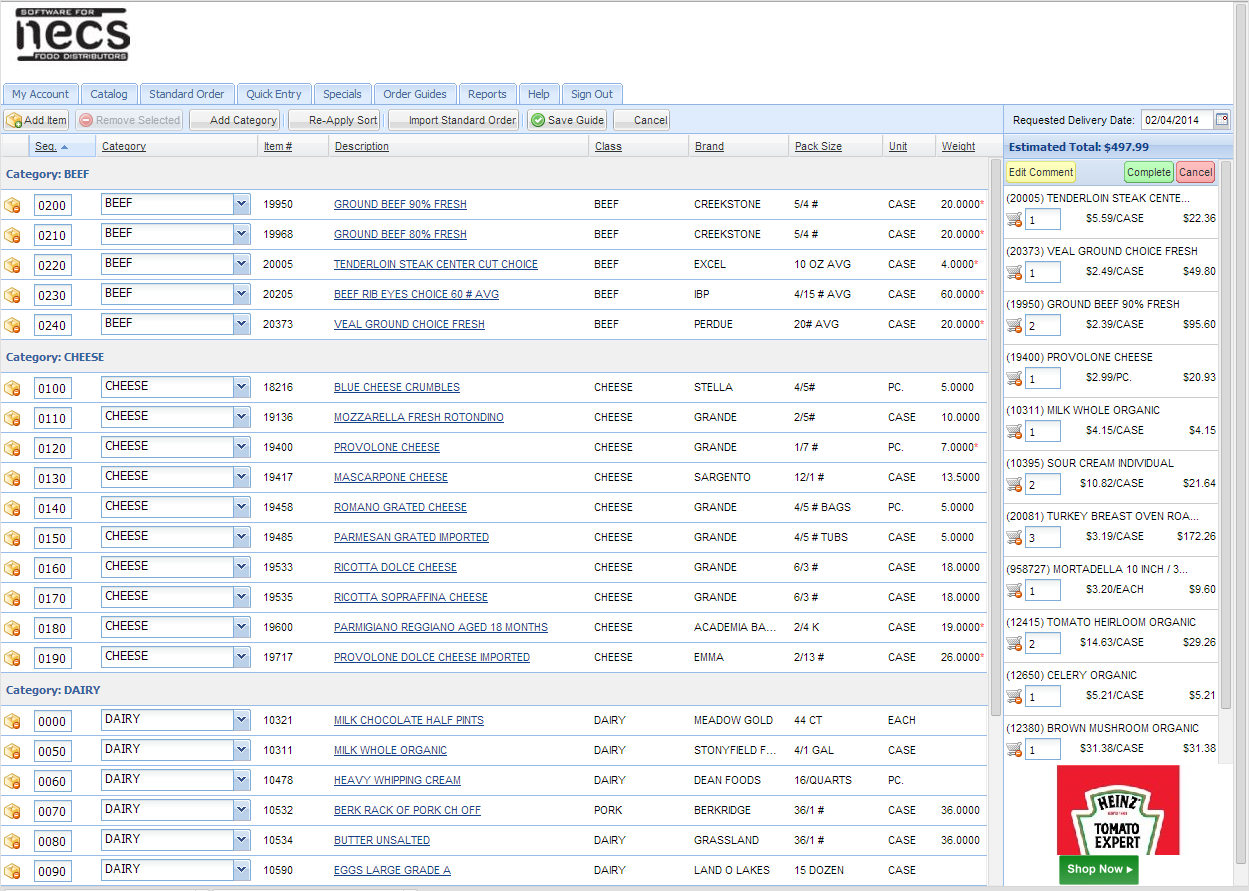 SOFTWARE FOR
necs
FOOD DISTRIBUTORS
My Account Catalog Standard Order Quick Entry Specials Order Guides Reports Help Sign Out
Add Item Remove Selected Add Category Re-Apply Sort Import Standard Order Save Guide Cancel
Seq. Category Item # Description Class Brand Pack Size Unit Weight
Category: BEEF
0200 BEEF 19950 GROUND BEEF 90% FRESH BEEF CREEKSTONE 5/4 # CASE 20.0000*
0210 BEEF 19968 GROUND BEEF 80% FRESH BEEF CREEKSTONE 5/4 # CASE 20.0000*
0220 BEEF 20005 TENDERLOIN STEAK CENTER CUT CHOICE BEEF EXCEL 10 OZ AVG CASE 4.0000*
0230 BEEF 20205 BEEF RIB EYES CHOICE 60 # AVG BEEF IBP 4/15 # AVG CASE 60.0000*
0240 BEEF 20373 VEAL GROUND CHOICE FRESH BEEF PERDUE 20# AVG CASE 20.0000*
Category: CHEESE
0100 CHEESE 18216 BLUE CHEESE CRUMBLES CHEESE STELLA 4/5# PC. 5.0000
0110 CHEESE 19136 MOZZARELLA FRESH ROTONDINO CHEESE GRANDE 2/5# CASE 10.0000
0120 CHEESE 19400 PROVOLONE CHEESE CHEESE GRANDE 1/7 # PC. 7.0000*
0130 CHEESE 19417 MASCARPONE CHEESE CHEESE SARGENTO 12/1 # CASE 13.5000
0140 CHEESE 19458 ROMANO GRATED CHEESE CHEESE GRANDE 4/5 # BAGS PC. 5.0000
0150 CHEESE 19485 PARMESAN GRATED IMPORTED CHEESE GRANDE 4/5 # TUBS CASE 5.0000
0160 CHEESE 19533 RICOTTA DOLCE CHEESE CHEESE GRANDE 6/3 # CASE 18.0000
0170 CHEESE 19535 RICOTTA SOPRAFFINA CHEESE CHEESE GRANDE 6/3 # CASE 18.0000
0180 CHEESE 19600 PARMIGIANO REGGIANO AGED 18 MONTHS CHEESE ACADEMIA BA... 2/4 K CASE 19.0000*
0190 CHEESE 19717 PROVOLONE DOLCE CHEESE IMPORTED CHEESE EMMA 2/13 # CASE 26.0000*
Category: DAIRY
0000 DAIRY 10321 MILK CHOCOLATE HALF PINTS DAIRY MEADOW GOLD 44 CT EACH
0050 DAIRY 10311 MILK WHOLE ORGANIC DAIRY STONYFIELD F... 4/1 GAL CASE
0060 DAIRY 10478 HEAVY WHIPPING CREAM DAIRY DEAN FOODS 16/QUARTS PC.
0070 DAIRY 10532 BERK RACK OF PORK CH OFF PORK BERKRIDGE 36/1 # CASE 36.0000
0080 DAIRY 10534 BUTTER UNSALTED DAIRY GRASSLAND 36/1 # CASE 36.0000
0090 DAIRY 10590 EGGS LARGE GRADE A DAIRY LAND O LAKES 15 DOZEN CASE
Requested Delivery Date: 02/04/2014
Estimated Total: $497.99
Edit Comment Complete Cancel
(20005) TENDERLOIN STEAK CENTE...
1 $5.59/CASE $22.36
(20373) VEAL GROUND CHOICE FRESH
1 $2.49/CASE $49.80
(19950) GROUND BEEF 90% FRESH
2 $2.39/CASE $95.60
(19400) PROVOLONE CHEESE
1 $2.99/PC. $20.93
(10311) MILK WHOLE ORGANIC
1 $4.15/CASE $4.15
(10395) SOUR CREAM INDIVIDUAL
2 $10.82/CASE $21.64
(20081) TURKEY BREAST OVEN ROA...
3 $3.19/CASE $172.26
(958727) MORTADELLA 10 INCH / 3...
1 $3.20/EACH $9.60
(12415) TOMATO HEIRLOOM ORGANIC
2 $14.63/CASE $29.26
(12650) CELERY ORGANIC
1 $5.21/CASE $5.21
(12380) BROWN MUSHROOM ORGANIC
1 $31.38/CASE $31.38
HEINZ
TOMATO
EXPERT
Shop Now